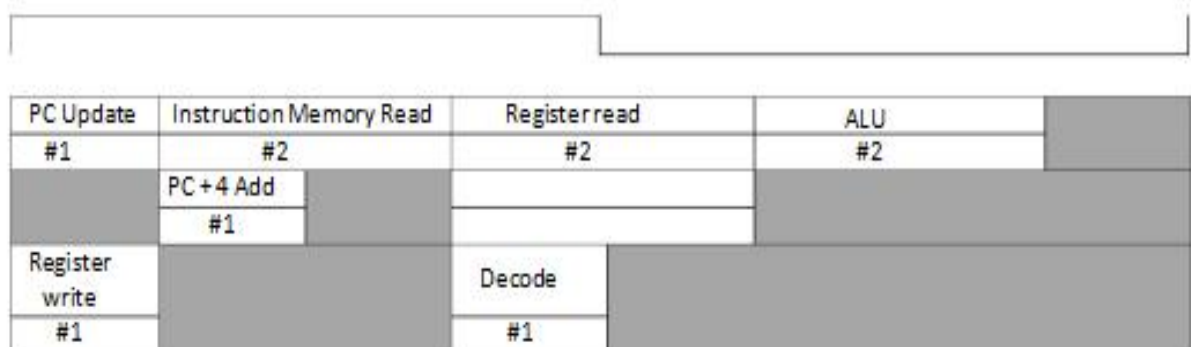 PC Update Instruction Memory Read Register read ALU
#1 #2 #2 #2
PC + 4 Add
#1
Register
write
Decode
#1 #1